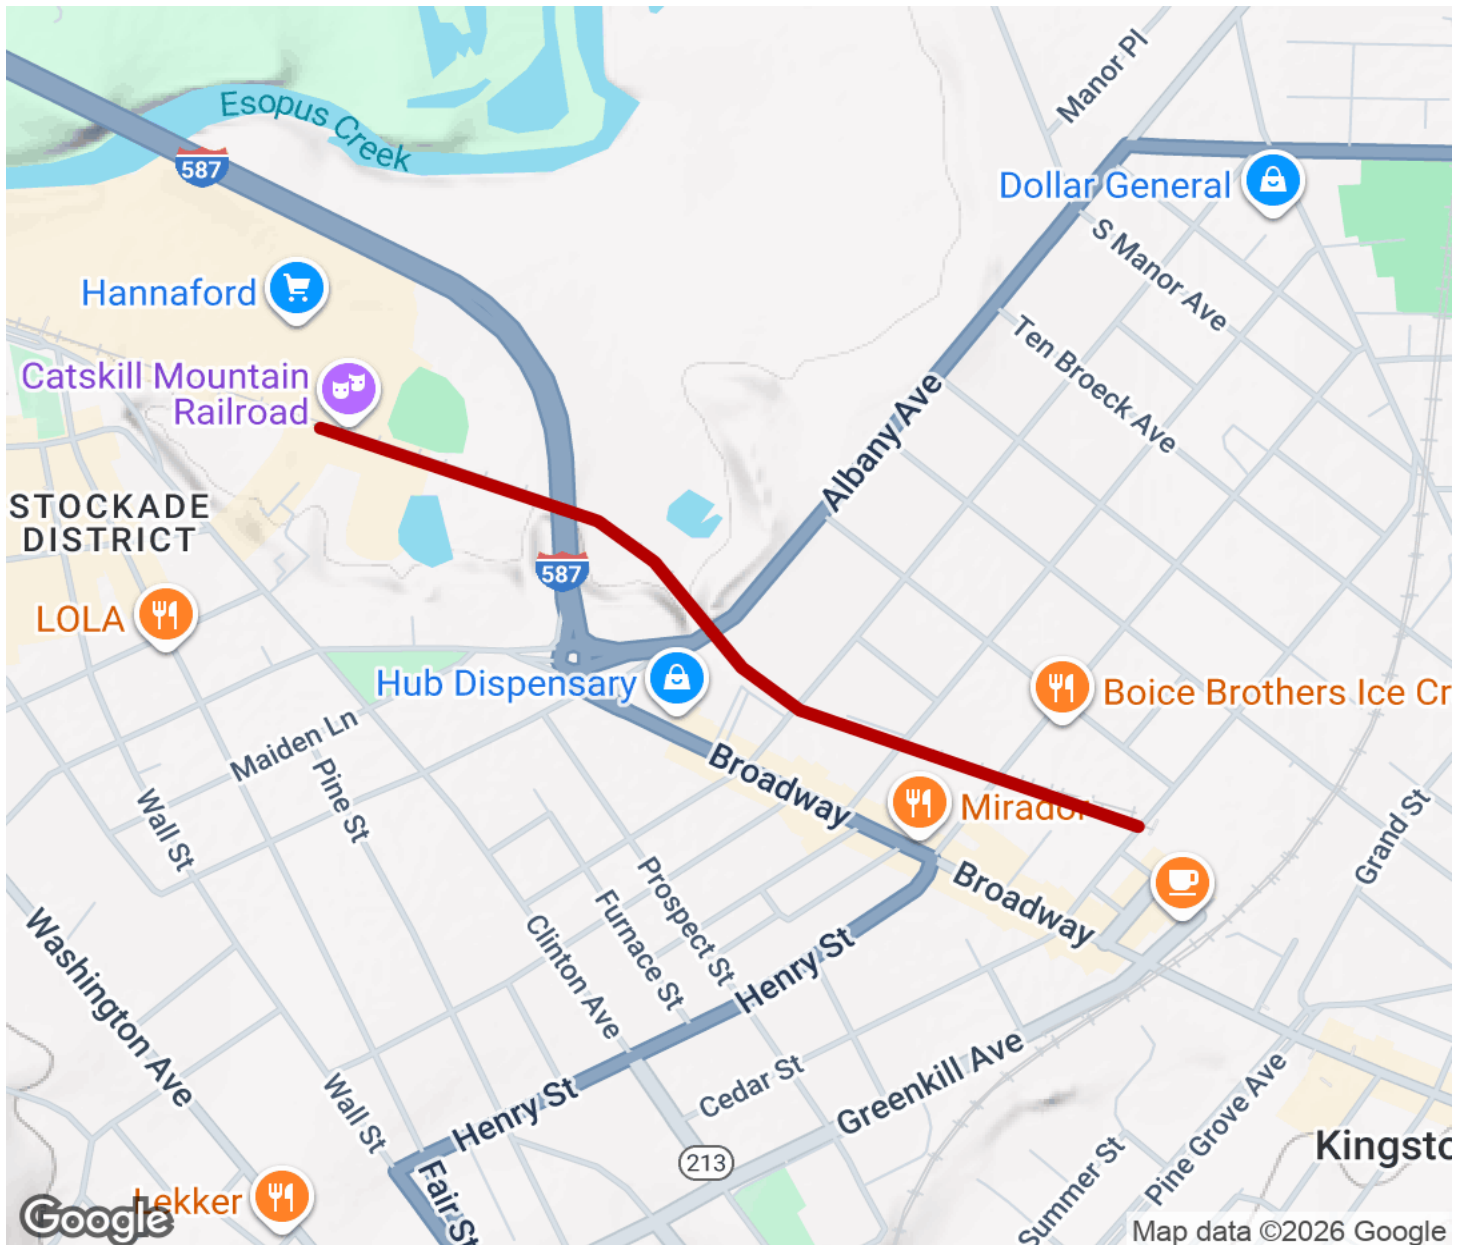 Esopus Creek
587
Manor Pl
Dollar General
S Manor Ave
Hannaford
Ten Broeck Ave
Catskill Mountain
Railroad
Albany Ave
STOCKADE
DISTRICT
587
LOLA
Hub Dispensary
Boice Brothers Ice Cr
Maiden Ln
Pine St
Wall St
Broadway
Mirador
Grand St
Broadway
Prospect St
Furnace St
Clinton Ave
Washington Ave
Henry St
Greenkill Ave
Cedar St
Wall St
Henry St
Pine Grove Ave
Kingsto
213
Summer St
Fair St
Lekker
Google
Map data ©2026 Google